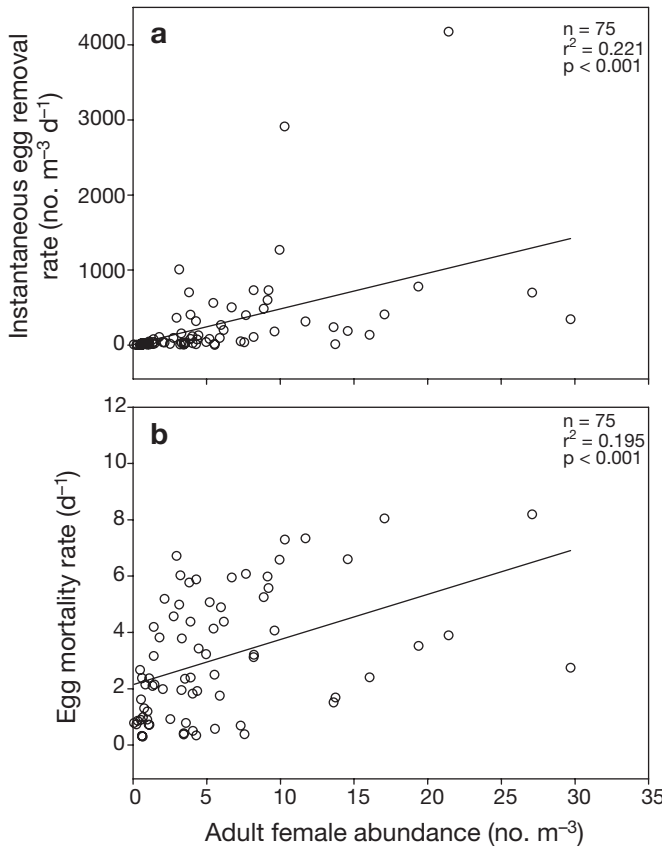 a
n = 75
r² = 0.221
p < 0.001
Instantaneous egg removal
rate (no. m⁻³ d⁻¹)
4000
3000
2000
1000
0
b
n = 75
r² = 0.195
p < 0.001
Egg mortality rate (d⁻¹)
12
10
8
6
4
2
0
0 5 10 15 20 25 30 35
Adult female abundance (no. m⁻³)